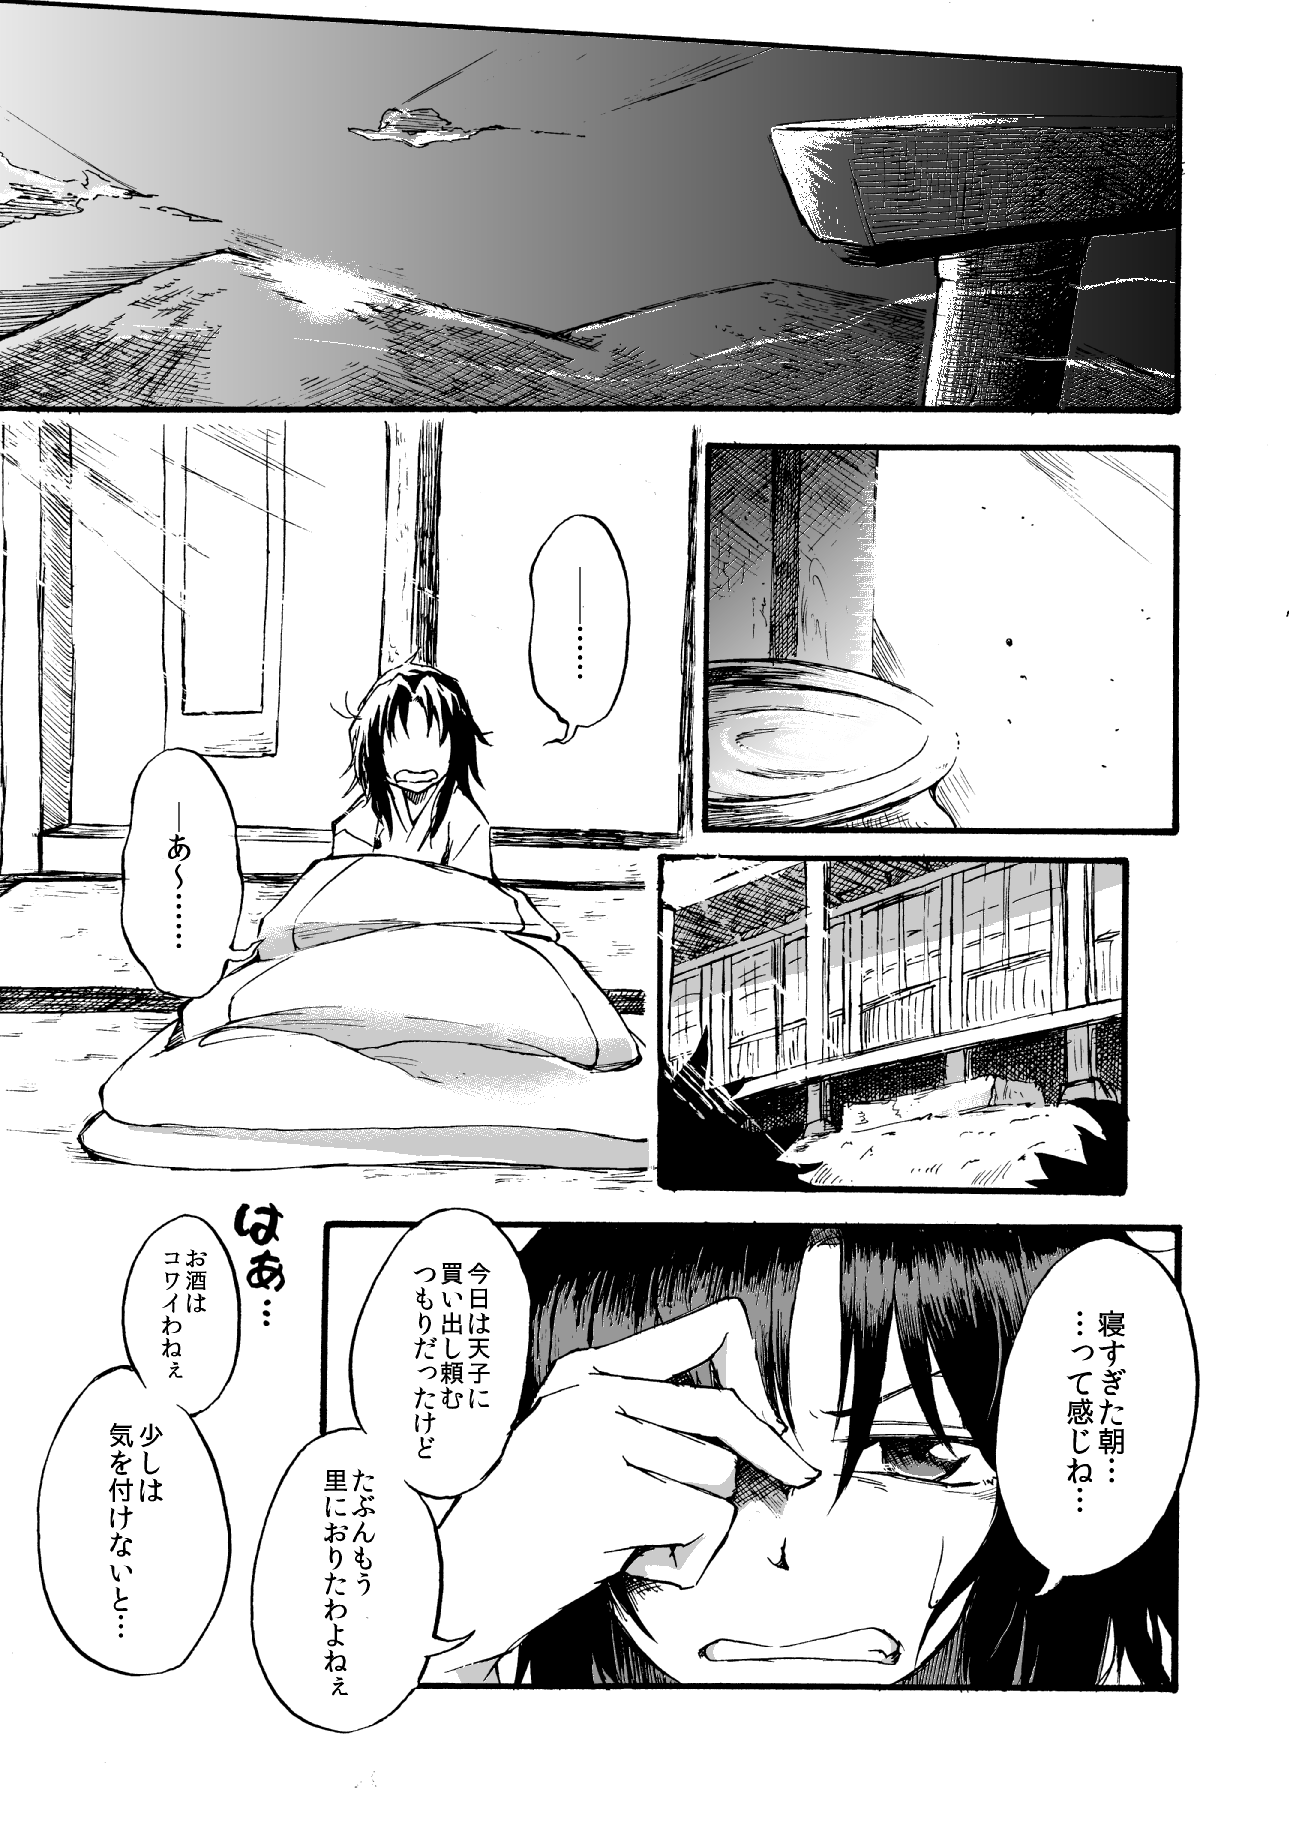 ―……
―あ～……
寝すぎた朝…
…って感じね…
今日は天子に
買い出し頼む
つもりだったけど
たぶんもう
里におりたわよねぇ
はぁ…
お酒は
コワイわねぇ
少しは
気を付けないと…